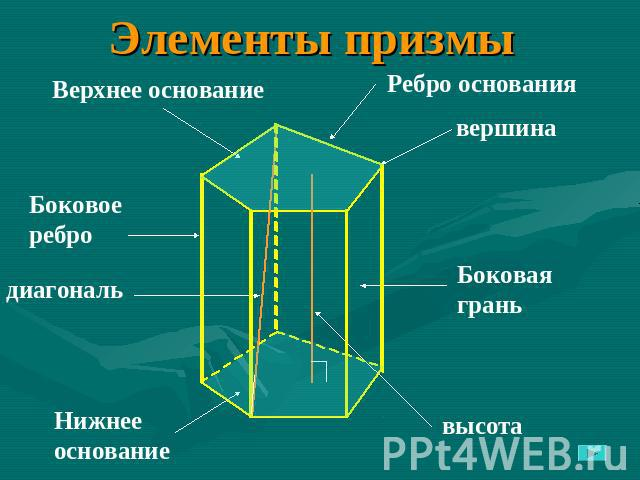 Элементы призмы
Верхнее основание
Ребро основания
вершина
Боковое
ребро
диагональ
Боковая
грань
Нижнее
основание
высота
PPt4WEB.ru